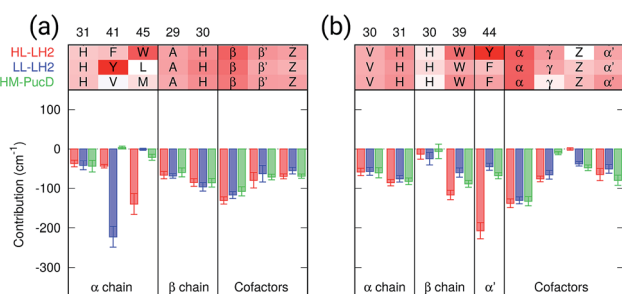 (a) 31 41 45 29 30
HL-LH2 H F W A H β β' Z
LL-LH2 H Y L A H β β' Z
HM-PucD H V M A H β β' Z
(b) 30 31 30 39 44
V H H W Y α γ Z α'
V H H W F α γ Z α'
V H H W F α γ Z α'
Contribution (cm⁻¹)
100
0
-100
-200
-300
α chain β chain Cofactors
α chain β chain α' Cofactors